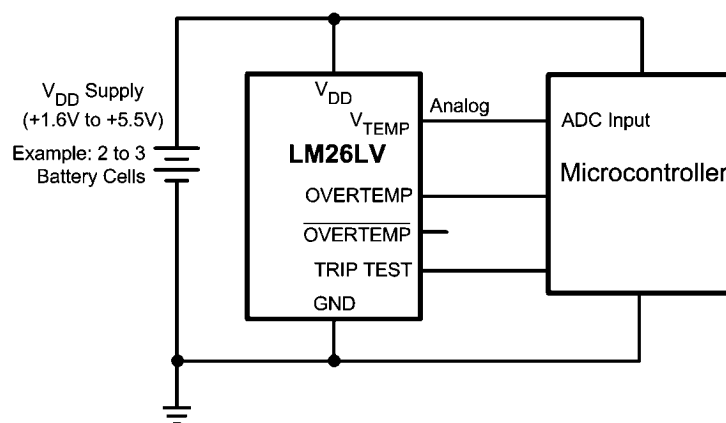 V_DD Supply
(+1.6V to +5.5V)
Example: 2 to 3
Battery Cells
V_DD
V_TEMP
LM26LV
OVERTEMP
OVERTEMP
TRIP TEST
GND
Analog
ADC Input
Microcontroller